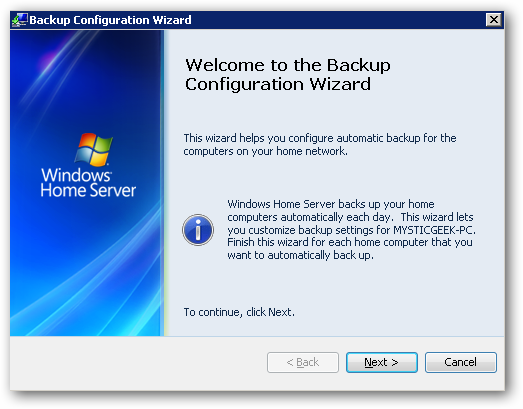 Backup Configuration Wizard
Welcome to the Backup
Configuration Wizard
This wizard helps you configure automatic backup for the
computers on your home network.
Windows
Home Server
Windows Home Server backs up your home
computers automatically each day.  This wizard lets
you customize backup settings for MYSTICGEEK-PC.
Finish this wizard for each home computer that you
want to automatically back up.
To continue, click Next.
< Back
Next >
Cancel